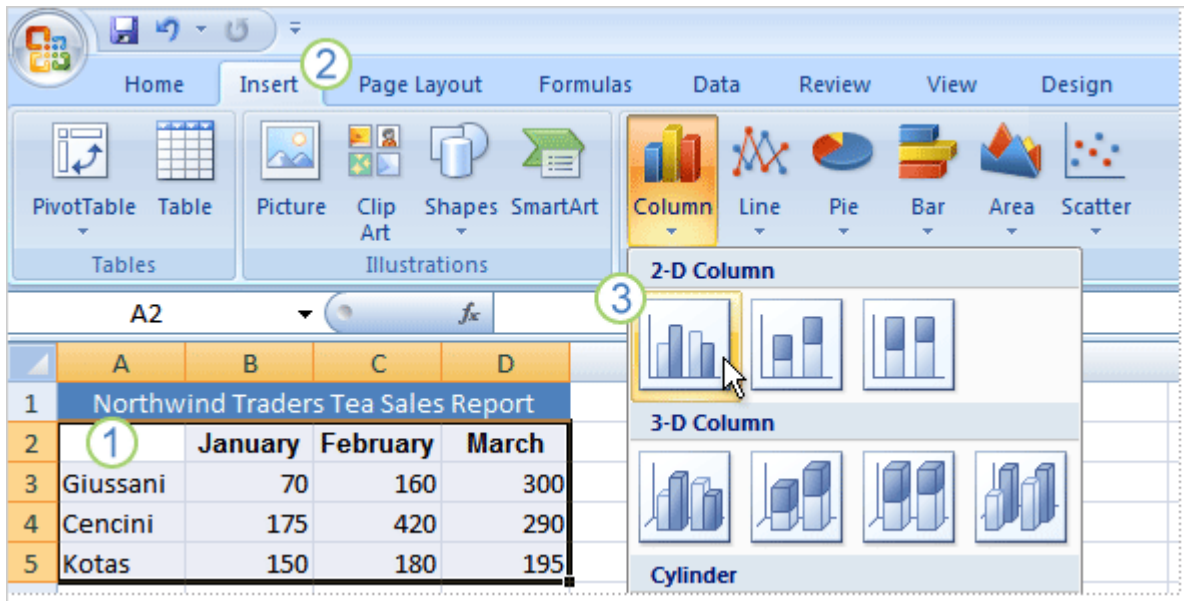 2
Home Insert Page Layout Formulas Data Review View Design
PivotTable Table Picture Clip Art Shapes SmartArt Column Line Pie Bar Area Scatter
Tables Illustrations
2-D Column
3
A2 fx
A B C D
1 Northwind Traders Tea Sales Report
3-D Column
2 1 January February March
3 Giussani 70 160 300
4 Cencini 175 420 290
5 Kotas 150 180 195
Cylinder